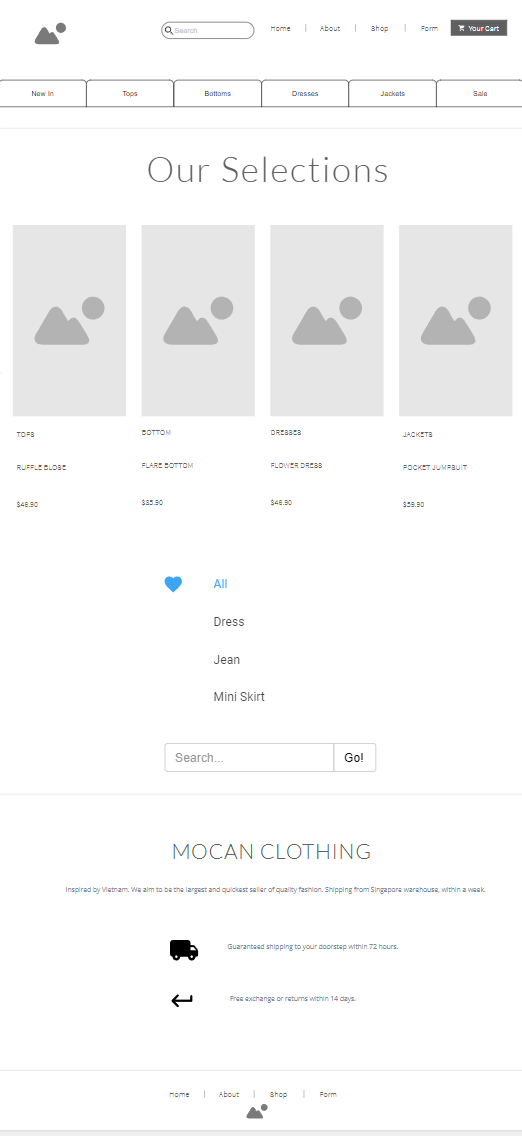 Search
Home | About | Shop | Form
Your Cart
New In
Tops
Bottoms
Dresses
Jackets
Sale
Our Selections
TOPS
BOTTOM
DRESSES
JACKETS
RUFFLE BLOSE
FLARE BOTTOM
FLOWER DRESS
POCKET JUMPSUIT
$46.90
$35.90
$46.90
$59.90
All
Dress
Jean
Mini Skirt
Search...
Go!
MOCAN CLOTHING
Inspired by Vietnam. We aim to be the largest and quickest seller of quality fashion. Shipping from Singapore warehouse, within a week.
Guaranteed shipping to your doorstep within 72 hours.
Free exchange or returns within 14 days.
Home | About | Shop | Form